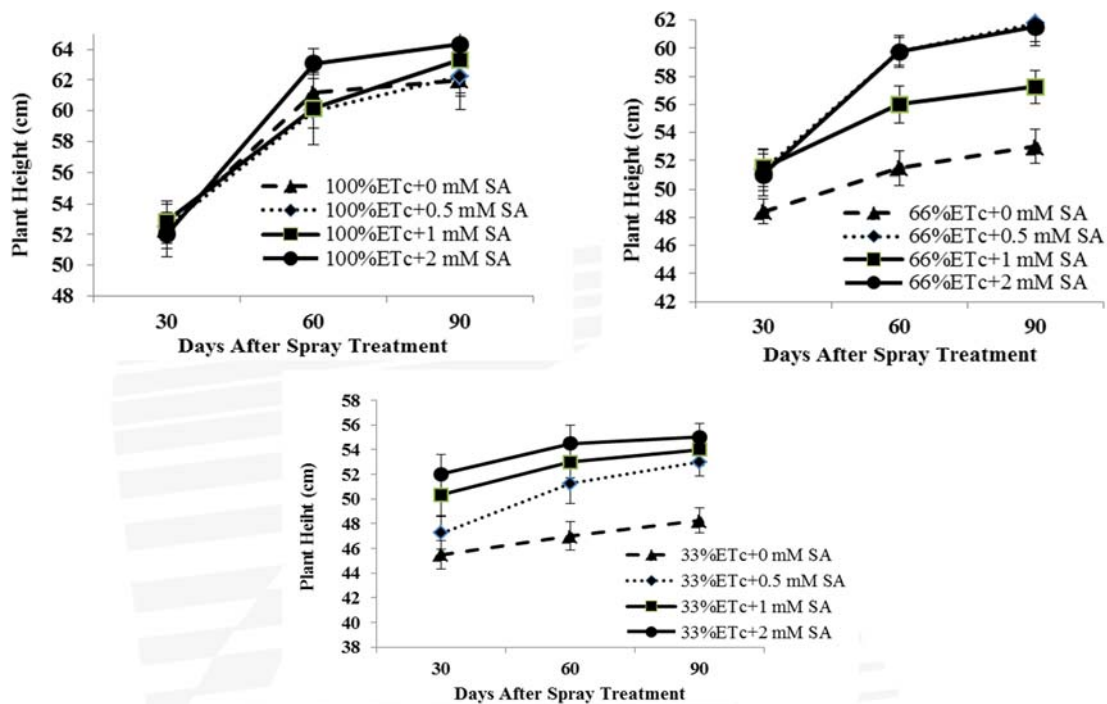 Plant Height (cm)
64
62
60
58
56
54
52
50
48
100%ETc+0 mM SA
100%ETc+0.5 mM SA
100%ETc+1 mM SA
100%ETc+2 mM SA
30 60 90
Days After Spray Treatment
Plant Height (cm)
62
60
58
56
54
52
50
48
46
44
42
66%ETc+0 mM SA
66%ETc+0.5 mM SA
66%ETc+1 mM SA
66%ETc+2 mM SA
30 60 90
Days After Spray Treatment
Plant Heiht (cm)
58
56
54
52
50
48
46
44
42
40
38
33%ETc+0 mM SA
33%ETc+0.5 mM SA
33%ETc+1 mM SA
33%ETc+2 mM SA
30 60 90
Days After Spray Treatment